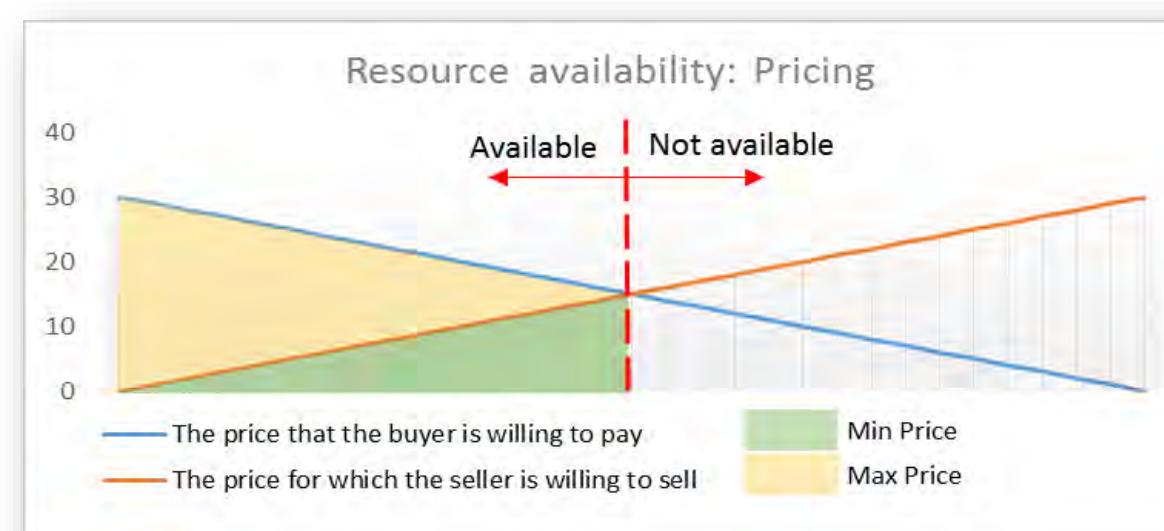 Resource availability: Pricing
40
Available
Not available
30
20
10
0
The price that the buyer is willing to pay
Min Price
The price for which the seller is willing to sell
Max Price